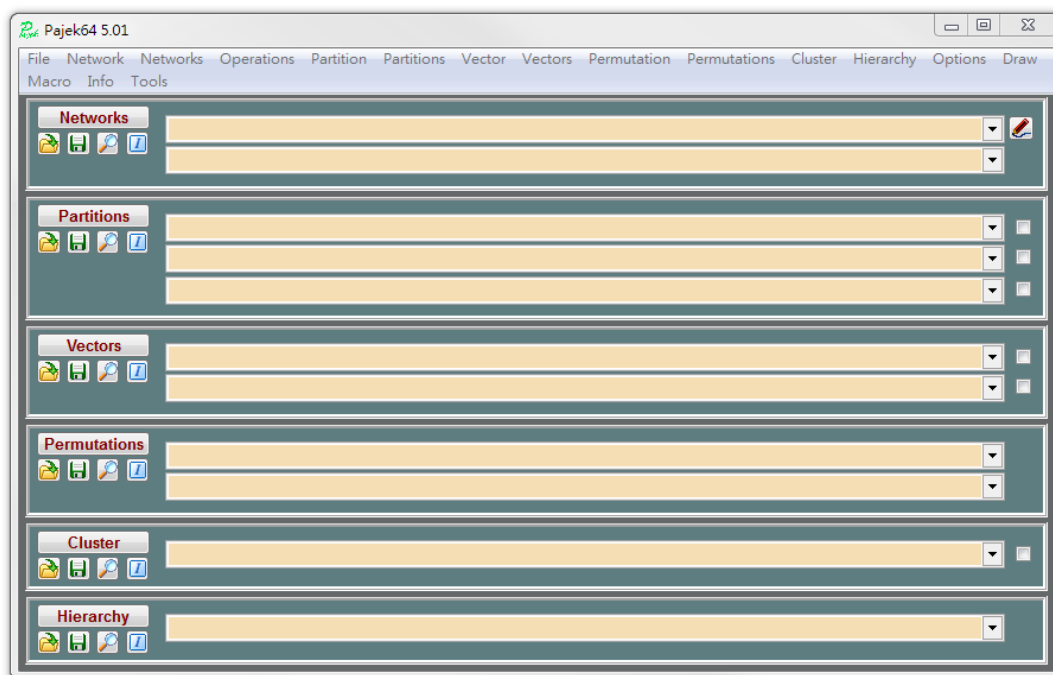 Pajek64 5.01
File Network Networks Operations Partition Partitions Vector Vectors Permutation Permutations Cluster Hierarchy Options Draw
Macro Info Tools
Networks
Partitions
Vectors
Permutations
Cluster
Hierarchy